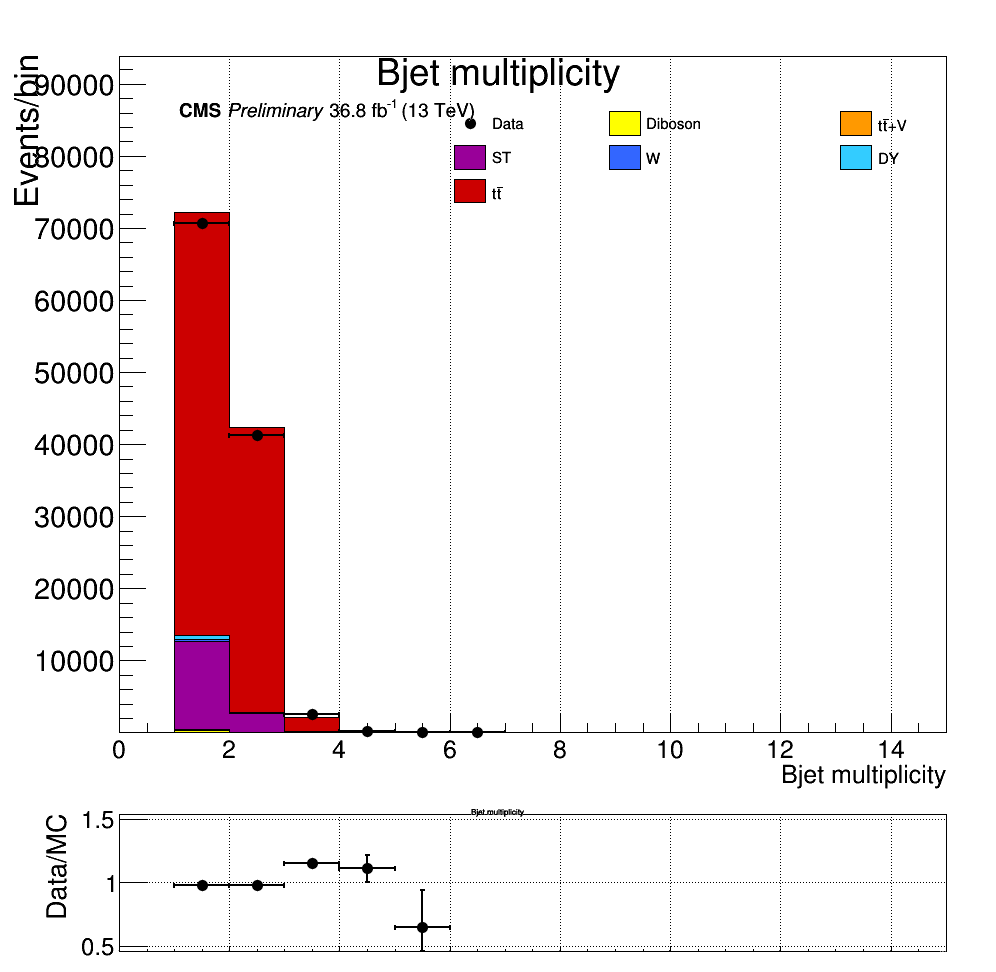 Bjet multiplicity
Events/bin
CMS Preliminary 36.8 fb-1 (13 TeV)
Data
Diboson
tt̄+V
ST
W
DY
tt̄
90000
80000
70000
60000
50000
40000
30000
20000
10000
0 2 4 6 8 10 12 14
Bjet multiplicity
Bjet multiplicity
Data/MC
1.5
1
0.5